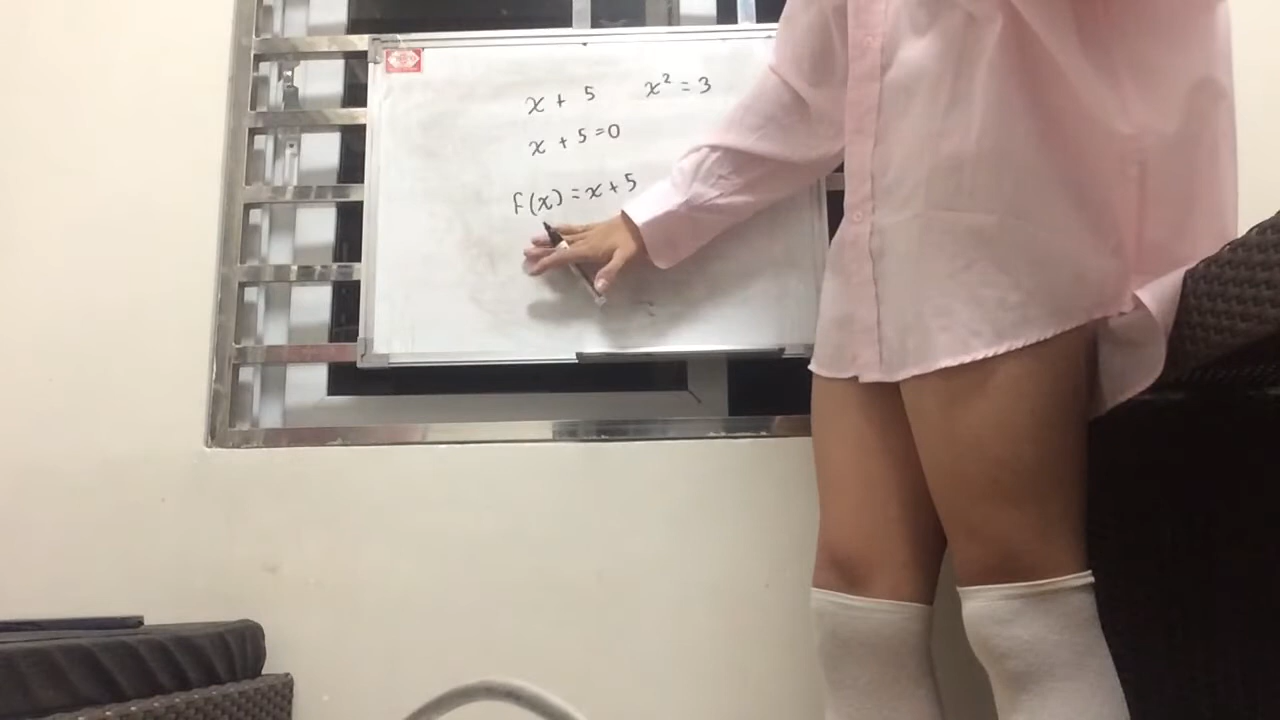 x + 5 x² = 3
x + 5 = 0
f(x) = x + 5